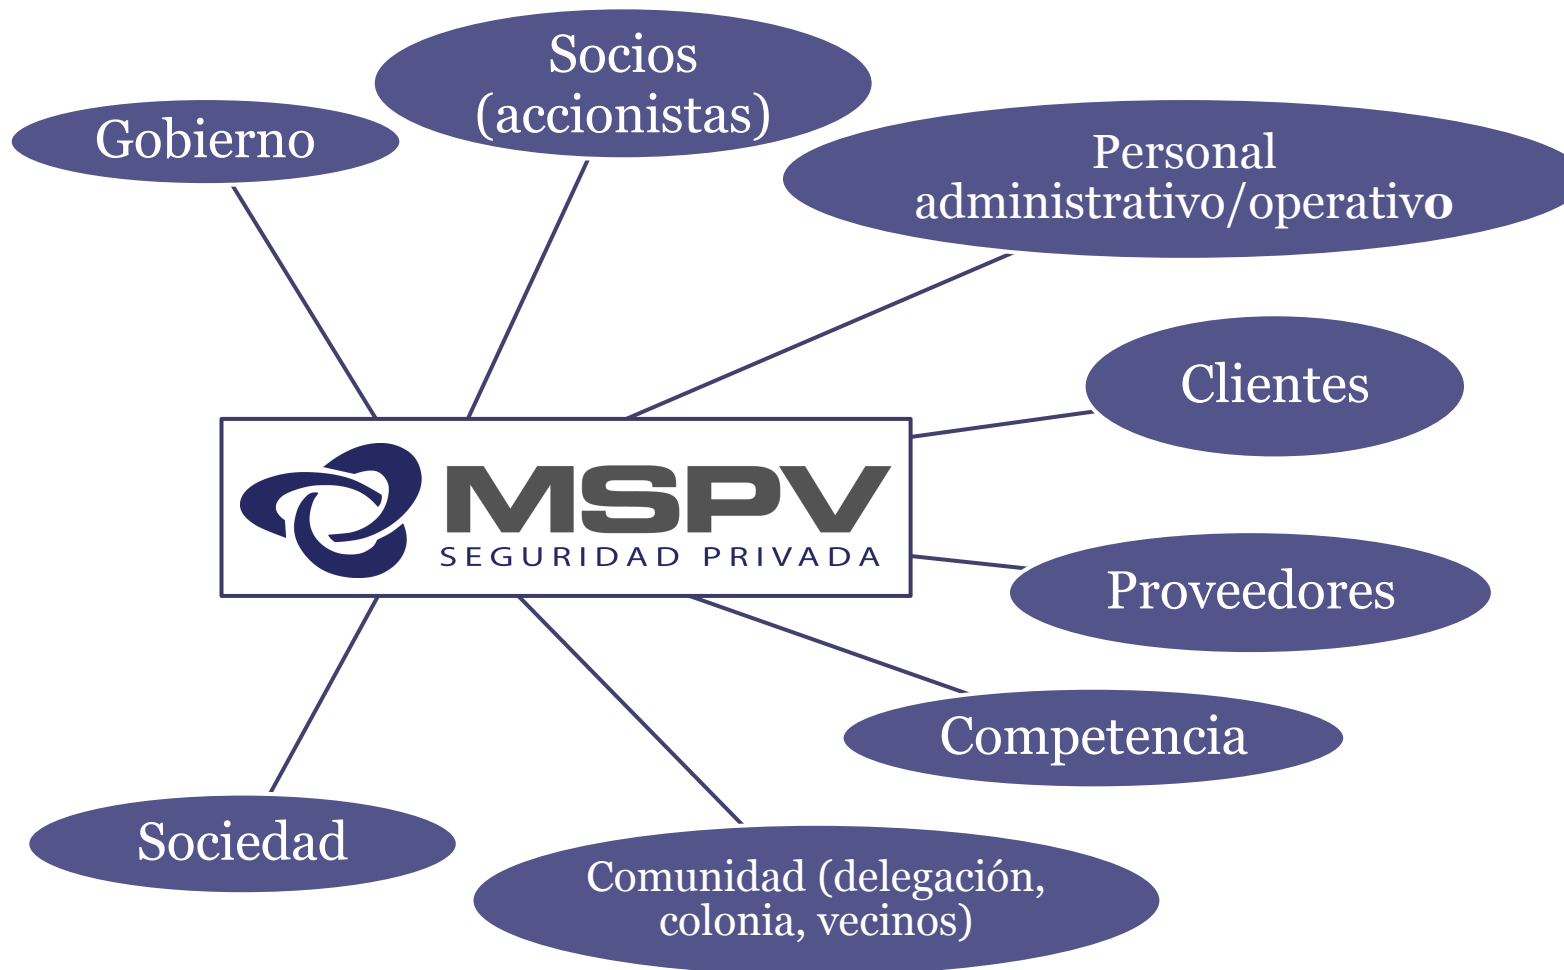 Socios
(accionistas)
Gobierno
Personal
administrativo/operativo
Clientes
MSPV
SEGURIDAD PRIVADA
Proveedores
Competencia
Sociedad
Comunidad (delegación,
colonia, vecinos)